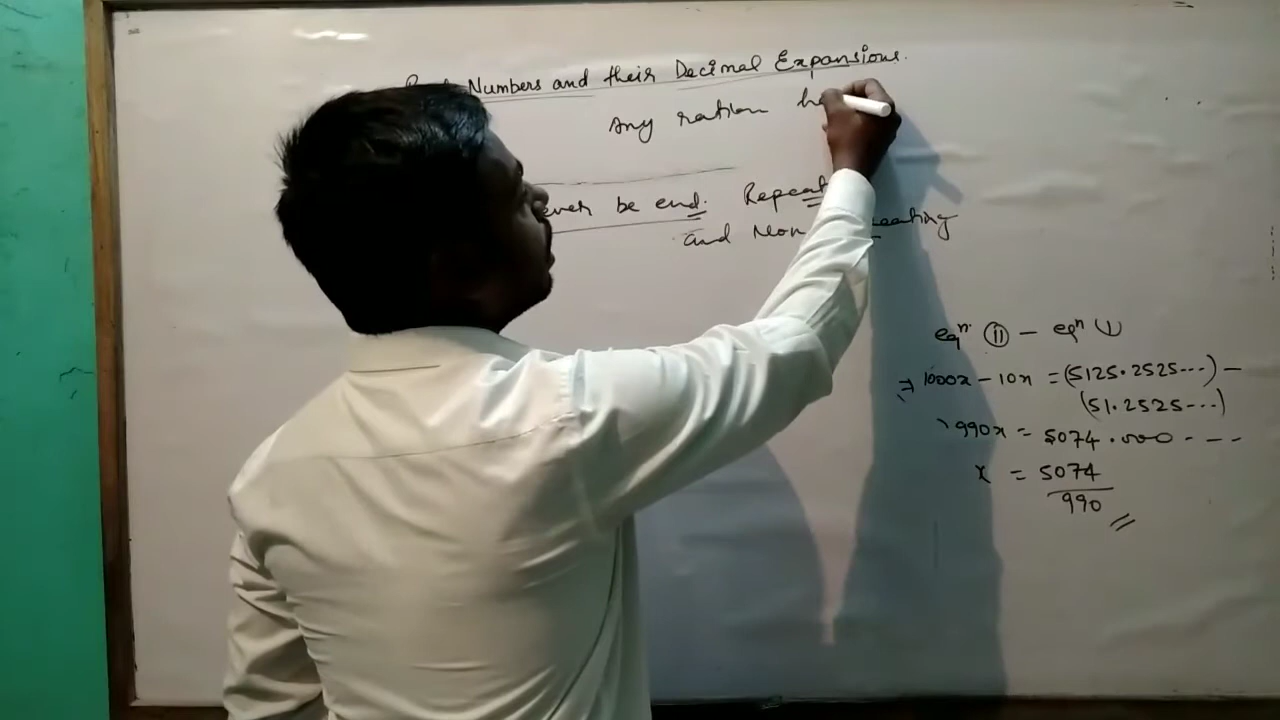 Numbers and their Decimal Expansions.
any ration
be end. Repeat
and Non
eqⁿ (ii) - eqⁿ (i)
⇒ 1000x - 10x = (5125.2525...) -
(51.2525...)
990x = 5074.000 - - -
x = 5074
990